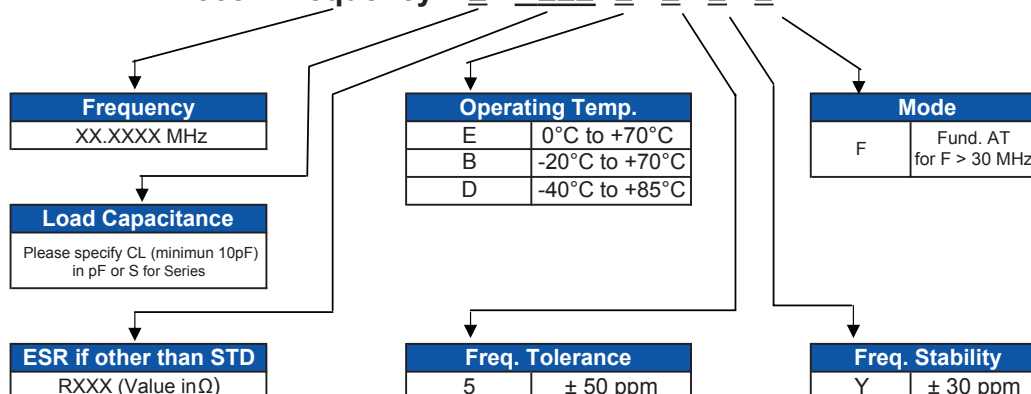 Frequency
XX.XXXX MHz
Load Capacitance
Please specify CL (minimun 10pF)
in pF or S for Series
ESR if other than STD
RXXX (Value in Ω)
Operating Temp.
E 0°C to +70°C
B -20°C to +70°C
D -40°C to +85°C
Freq. Tolerance
5 ± 50 ppm
Mode
F Fund. AT
for F > 30 MHz
Freq. Stability
Y ± 30 ppm